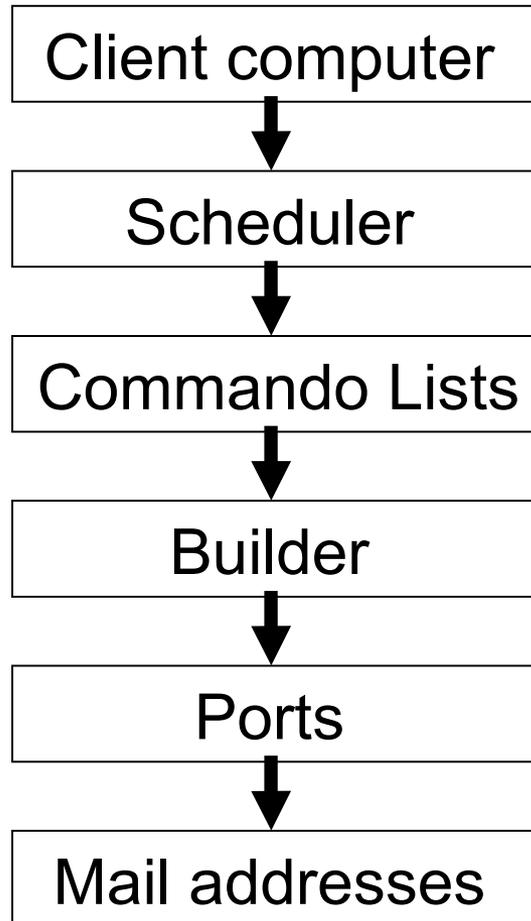 Client computer
Scheduler
Commando Lists
Builder
Ports
Mail addresses